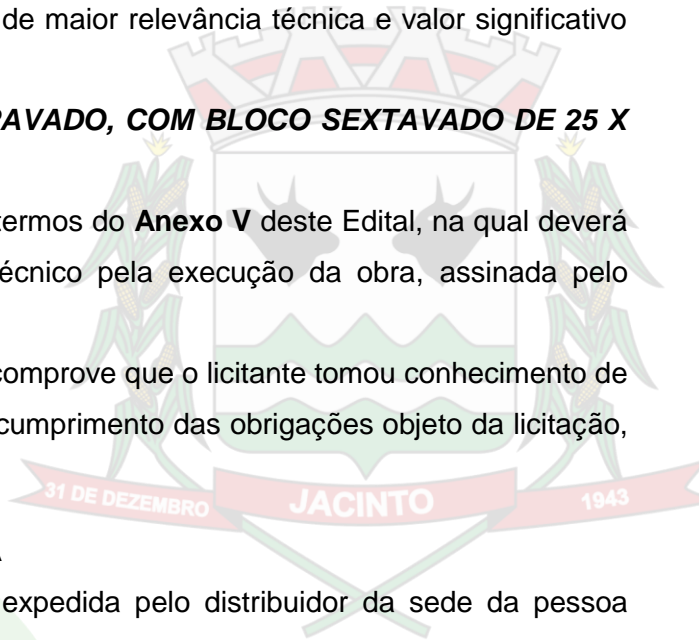 de maior relevância técnica e valor significativo
RAVADO, COM BLOCO SEXTAVADO DE 25 X
termos do Anexo V deste Edital, na qual deverá
técnico pela execução da obra, assinada pelo
comprove que o licitante tomou conhecimento de
cumprimento das obrigações objeto da licitação,
31 DE DEZEMBRO JACINTO 1943
expedida pelo distribuidor da sede da pessoa